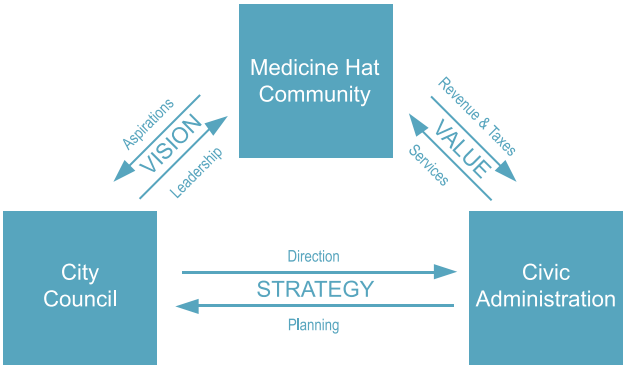 Medicine Hat
Community
Aspirations
VISION
Leadership
Revenue & Taxes
VALUE
Services
City
Council
Direction
STRATEGY
Planning
Civic
Administration